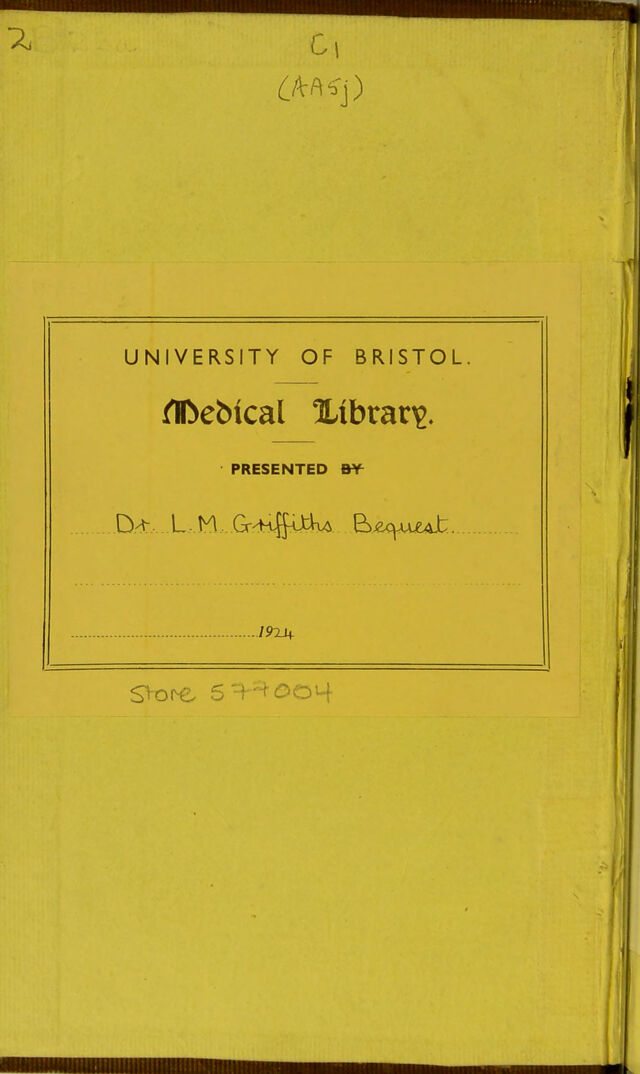 2
C1
(AA5j)
UNIVERSITY OF BRISTOL.
Medical Library.
PRESENTED BY
Dr. L. M. Griffiths Bequest.
1924
Store 577004